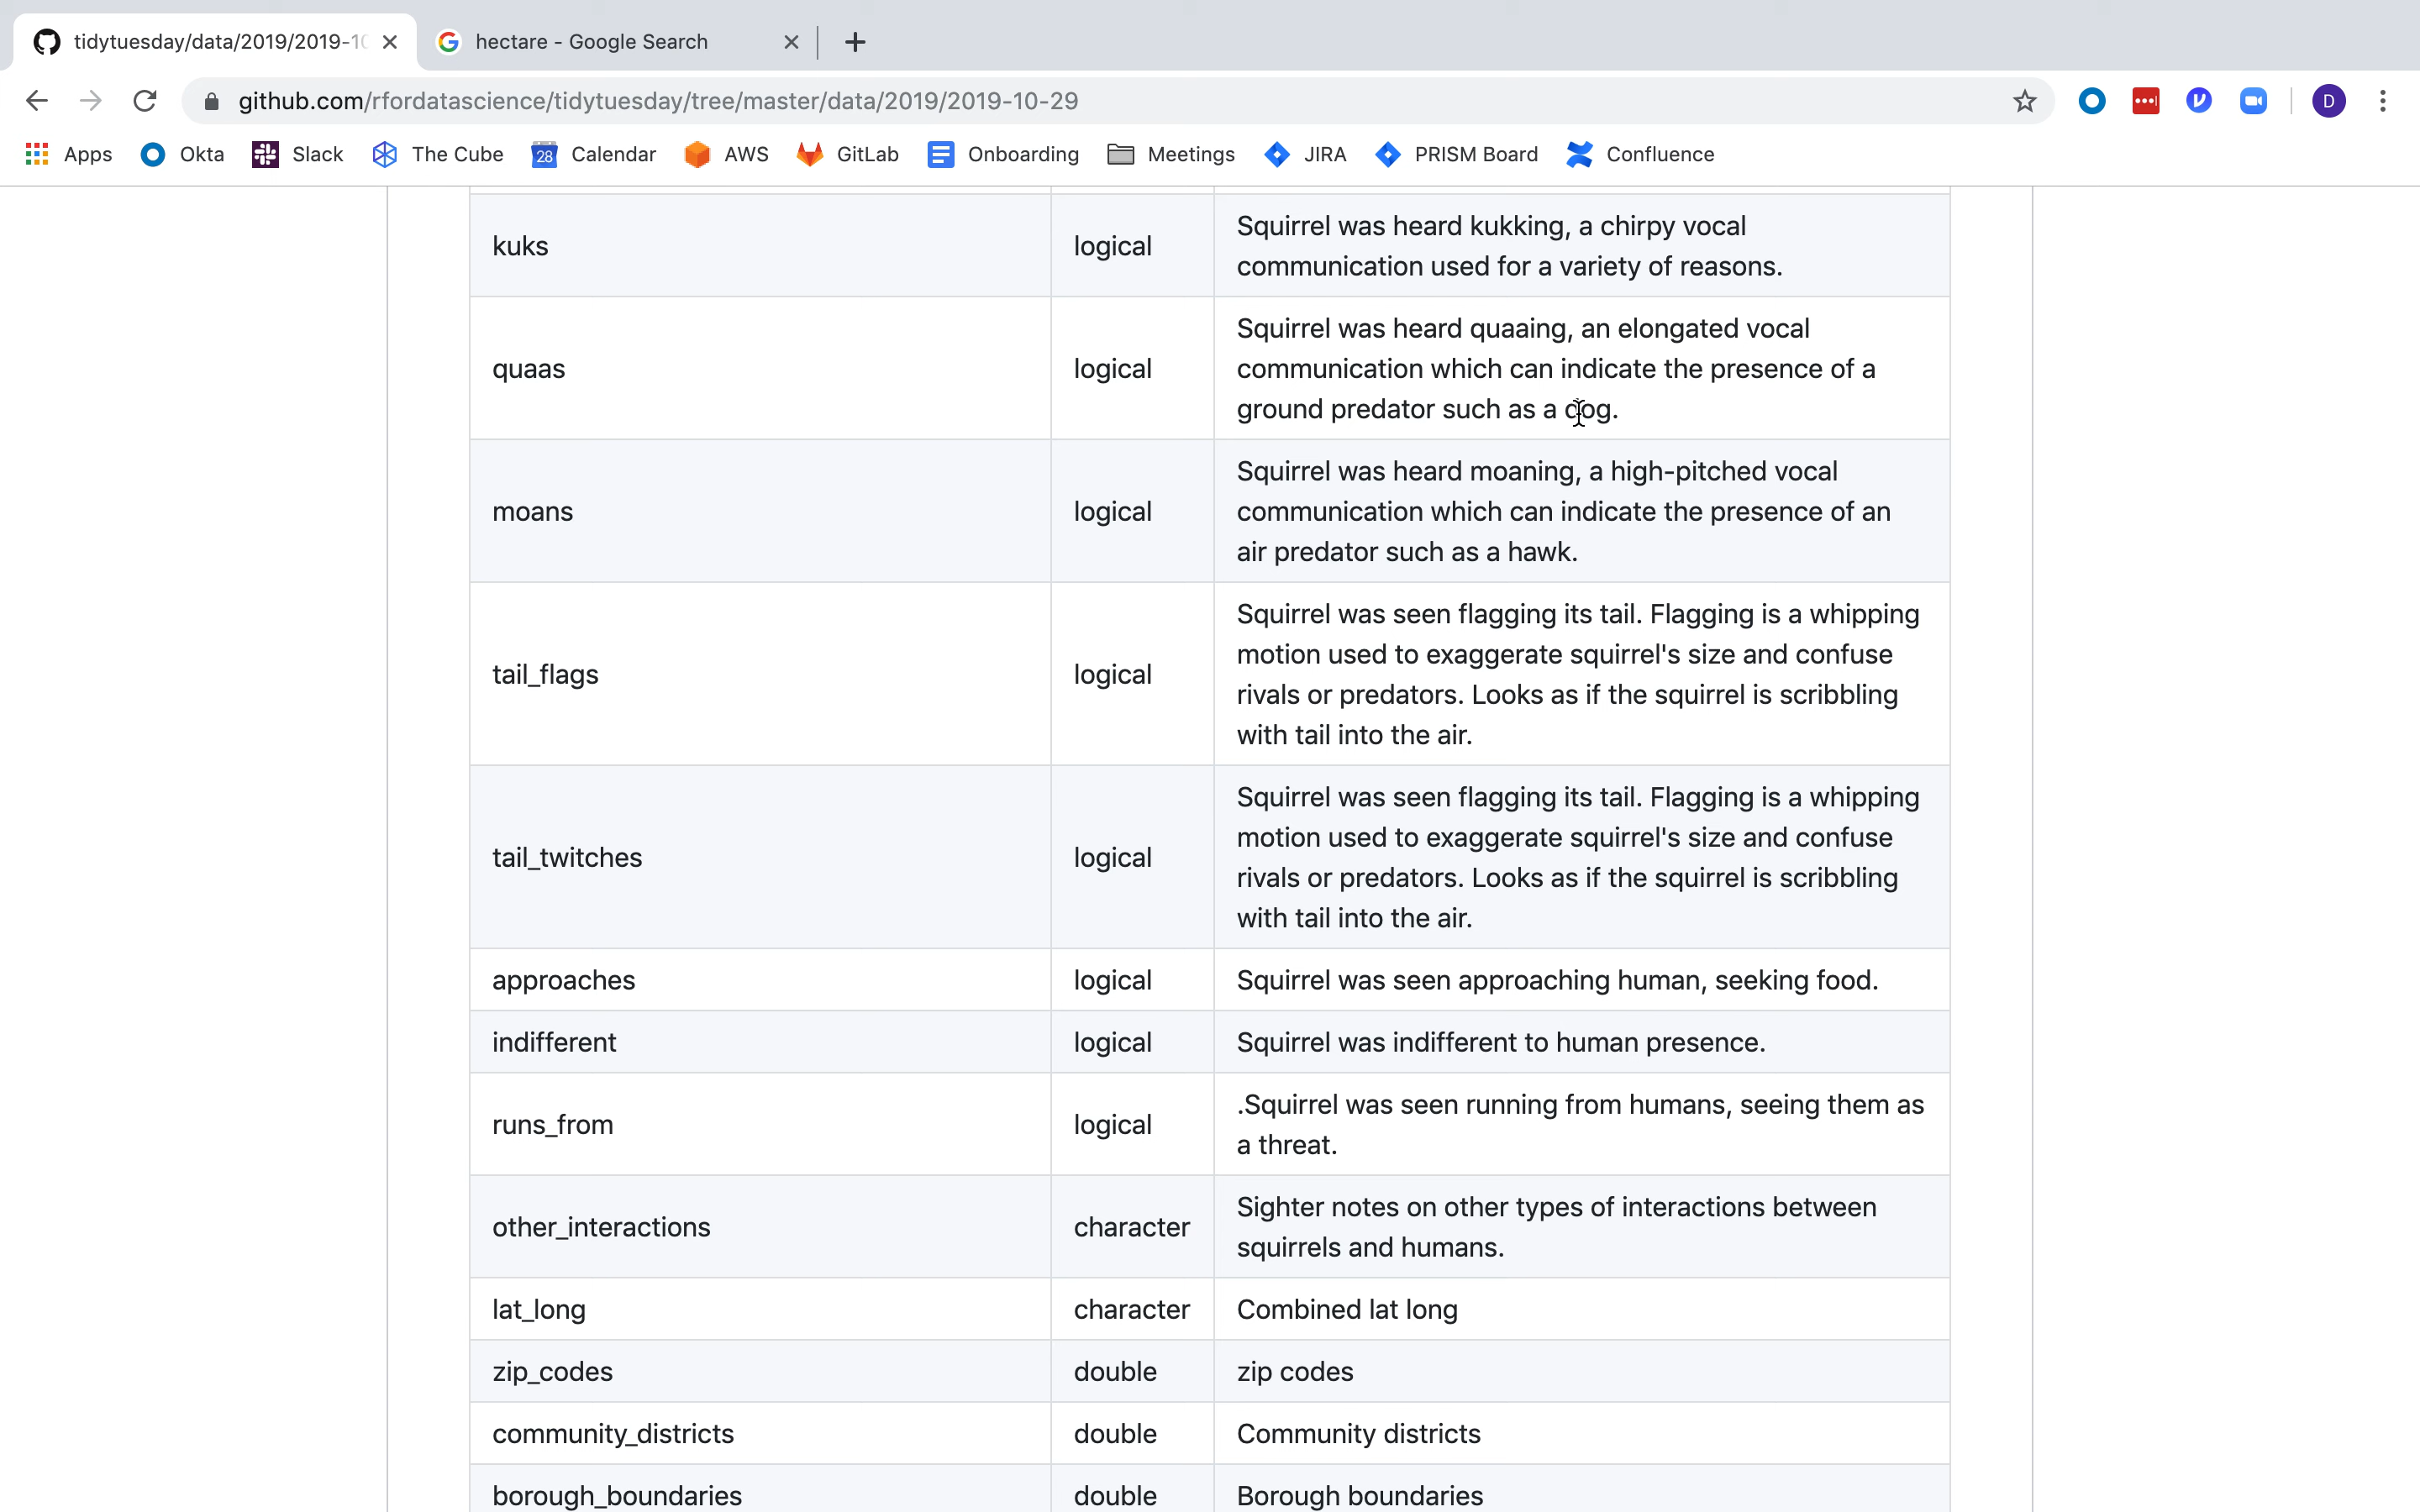 tidytuesday/data/2019/2019-10
hectare - Google Search
github.com/rfordatascience/tidytuesday/tree/master/data/2019/2019-10-29
D
Apps Okta Slack The Cube 28 Calendar AWS GitLab Onboarding Meetings JIRA PRISM Board Confluence
kuks
logical
Squirrel was heard kukking, a chirpy vocal
communication used for a variety of reasons.
quaas
logical
Squirrel was heard quaaing, an elongated vocal
communication which can indicate the presence of a
ground predator such as a dog.
moans
logical
Squirrel was heard moaning, a high-pitched vocal
communication which can indicate the presence of an
air predator such as a hawk.
tail_flags
logical
Squirrel was seen flagging its tail. Flagging is a whipping
motion used to exaggerate squirrel's size and confuse
rivals or predators. Looks as if the squirrel is scribbling
with tail into the air.
tail_twitches
logical
Squirrel was seen flagging its tail. Flagging is a whipping
motion used to exaggerate squirrel's size and confuse
rivals or predators. Looks as if the squirrel is scribbling
with tail into the air.
approaches
logical
Squirrel was seen approaching human, seeking food.
indifferent
logical
Squirrel was indifferent to human presence.
runs_from
logical
.Squirrel was seen running from humans, seeing them as
a threat.
other_interactions
character
Sighter notes on other types of interactions between
squirrels and humans.
lat_long
character
Combined lat long
zip_codes
double
zip codes
community_districts
double
Community districts
borough_boundaries
double
Borough boundaries